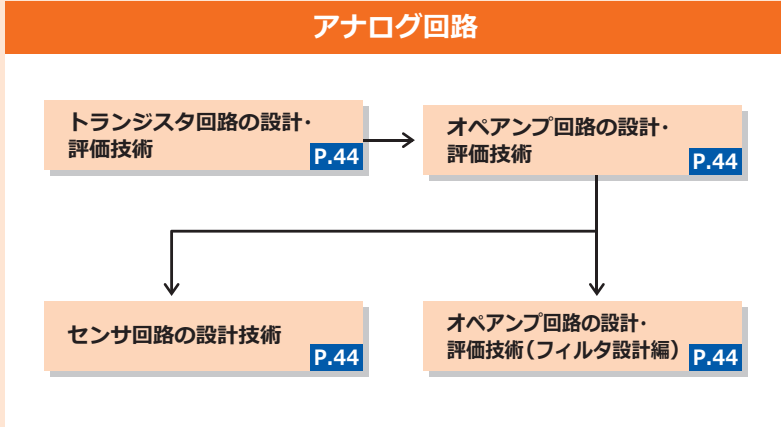 アナログ回路
トランジスタ回路の設計・
評価技術
P.44
オペアンプ回路の設計・
評価技術
P.44
センサ回路の設計技術
P.44
オペアンプ回路の設計・
評価技術（フィルタ設計編）
P.44